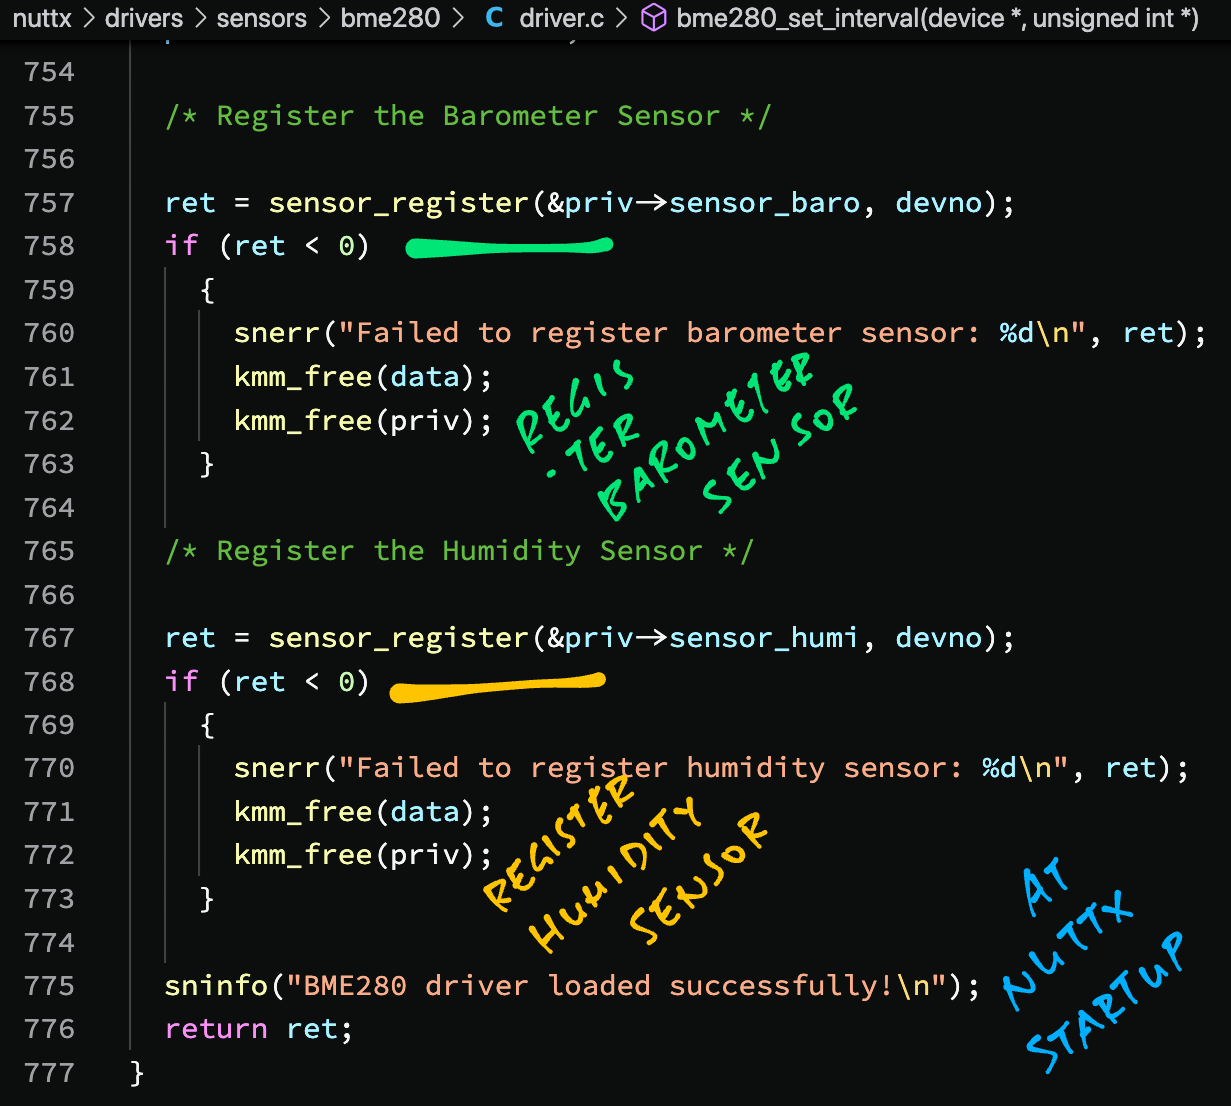 nuttx > drivers > sensors > bme280 > C driver.c > bme280_set_interval(device *, unsigned int *)
754
755 /* Register the Barometer Sensor */
756
757 ret = sensor_register(&priv->sensor_baro, devno);
758 if (ret < 0)
759 {
760 snerr("Failed to register barometer sensor: %d\n", ret);
761 kmm_free(data);
762 kmm_free(priv);
763 }
764
REGIS
.TER
BAROMETER
SENSOR
765 /* Register the Humidity Sensor */
766
767 ret = sensor_register(&priv->sensor_humi, devno);
768 if (ret < 0)
769 {
770 snerr("Failed to register humidity sensor: %d\n", ret);
771 kmm_free(data);
772 kmm_free(priv);
773 }
774
REGISTER
HUMIDITY
SENSOR
775 sninfo("BME280 driver loaded successfully!\n");
776 return ret;
777 }
AT
NUTTX
STARTUP